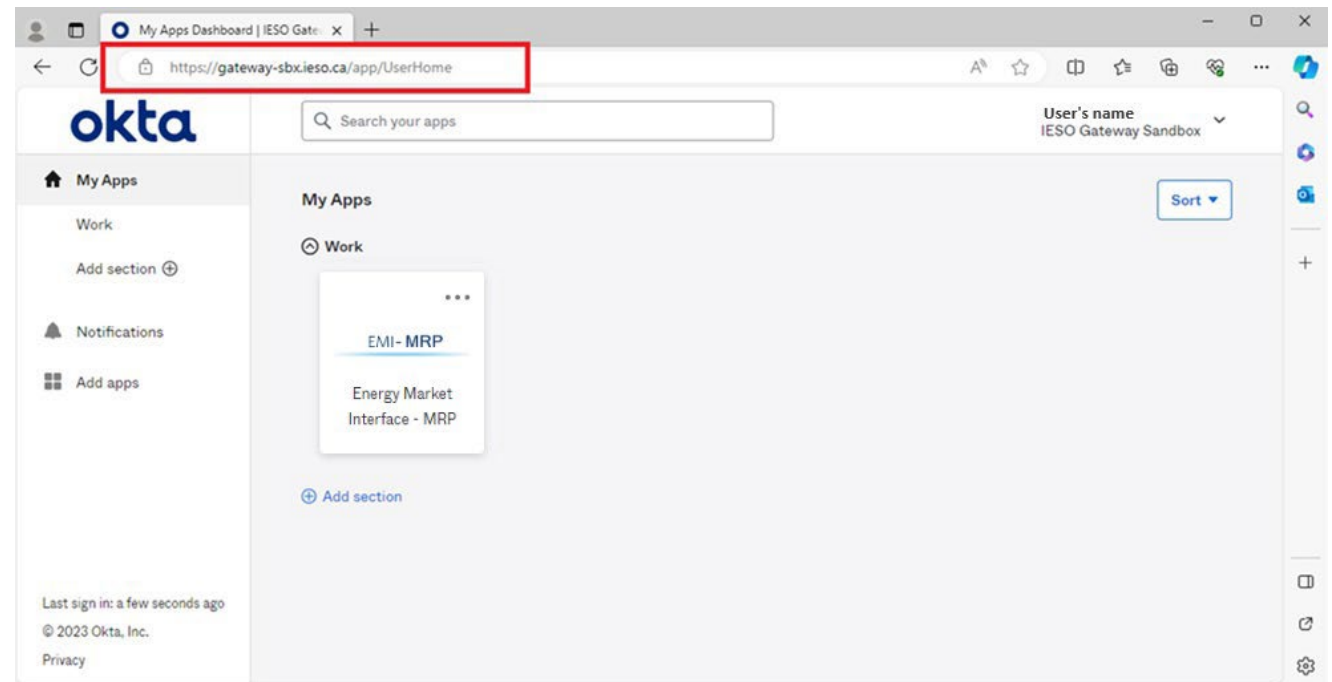 My Apps Dashboard | IESO Gate
https://gateway-sbx.ieso.ca/app/UserHome
okta
Search your apps
User's name
IESO Gateway Sandbox
My Apps
Work
Add section
Notifications
Add apps
My Apps
Sort
Work
EMI-MRP
Energy Market
Interface - MRP
Add section
Last sign in: a few seconds ago
© 2023 Okta, Inc.
Privacy